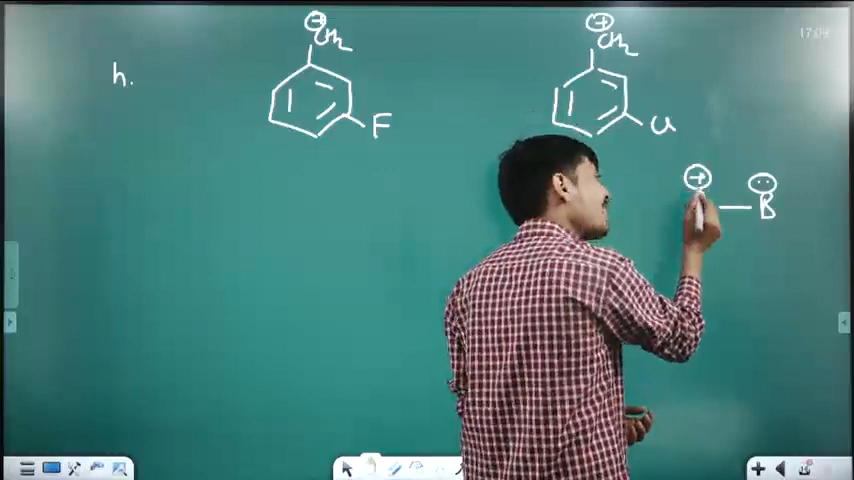 ⊕CH₂ ⊕CH₂
h.
F Cl
⊕ — B̈
17:09